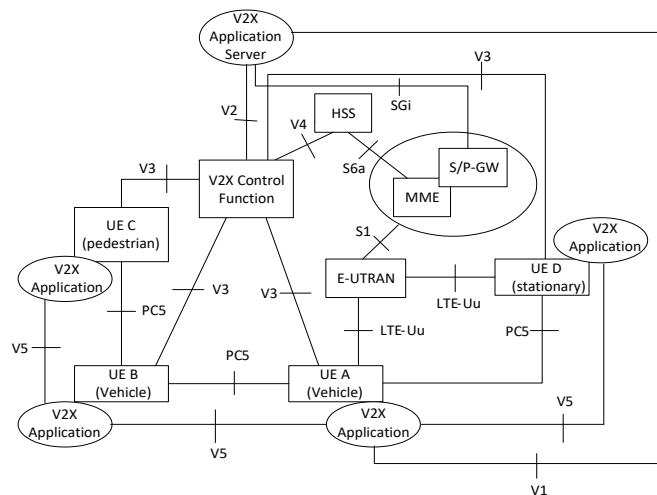 V2X
Application
Server
V3
SGi
V2
HSS
V4
S6a
S/P-GW
MME
V3
V2X Control
Function
UE C
(pedestrian)
V2X
Application
S1
V2X
Application
E-UTRAN
UE D
(stationary)
LTE-Uu
V3
V3
PC5
LTE-Uu
PC5
V5
UE B
(Vehicle)
PC5
UE A
(Vehicle)
V2X
Application
V5
V2X
Application
V5
V1